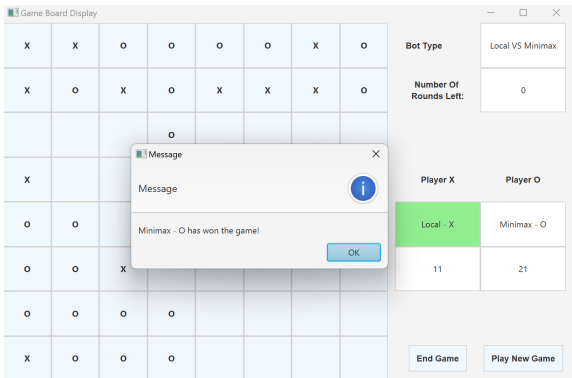 Game Board Display
X X O O O O X O
Bot Type
Local VS Minimax
X O X O X X X O
Number Of
Rounds Left:
0
O
Message
Message
X
Player X
Player O
O O
Local - X
Minimax - O
Minimax - O has won the game!
OK
O O X
11
21
O O O O
X O O O
End Game
Play New Game